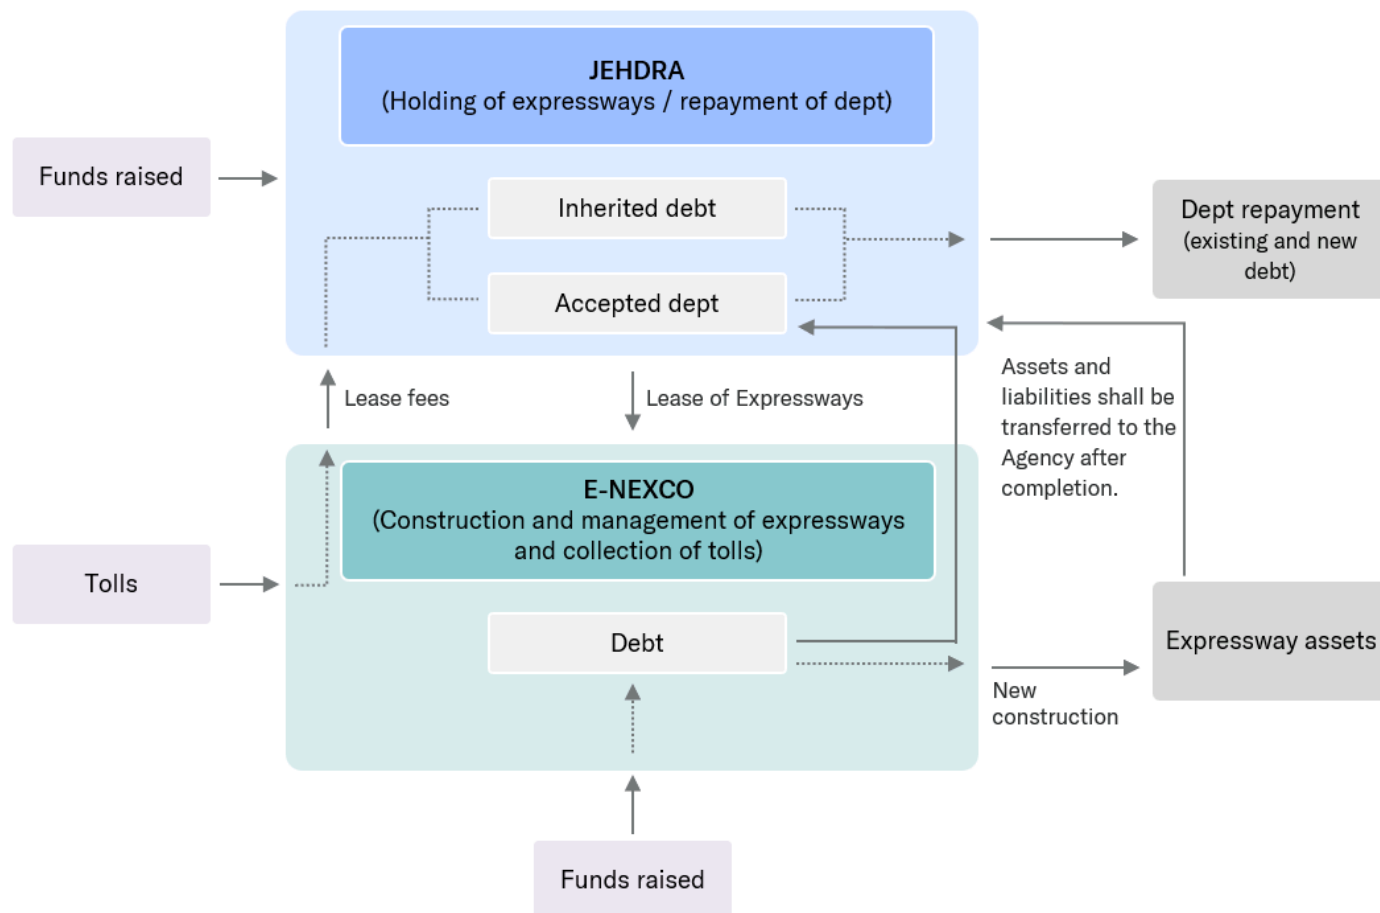 JEHDRA
(Holding of expressways / repayment of dept)
Funds raised
Inherited debt
Dept repayment
(existing and new
debt)
Accepted dept
Lease fees
Lease of Expressways
Assets and
liabilities shall be
transferred to the
Agency after
completion.
E-NEXCO
(Construction and management of expressways
and collection of tolls)
Tolls
Debt
Expressway assets
New
construction
Funds raised